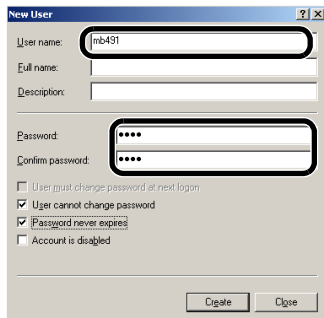 New User
User name: mb491
Full name:
Description:
Password: ●●●●
Confirm password: ●●●●
User must change password at next logon
User cannot change password
Password never expires
Account is disabled
Create Close